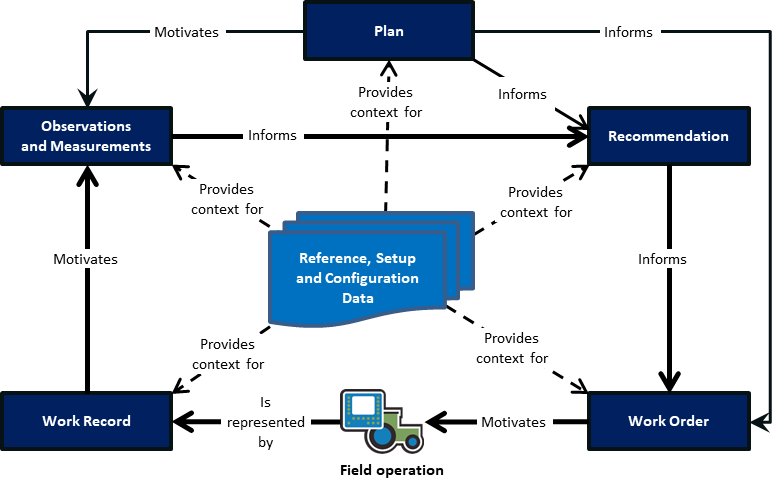 Plan
Motivates
Informs
Provides
context for
Informs
Observations
and Measurements
Informs
Recommendation
Provides
context for
Provides
context for
Motivates
Reference, Setup
and Configuration
Data
Informs
Provides
context for
Provides
context for
Work Record
Is
represented
by
Motivates
Work Order
Field operation